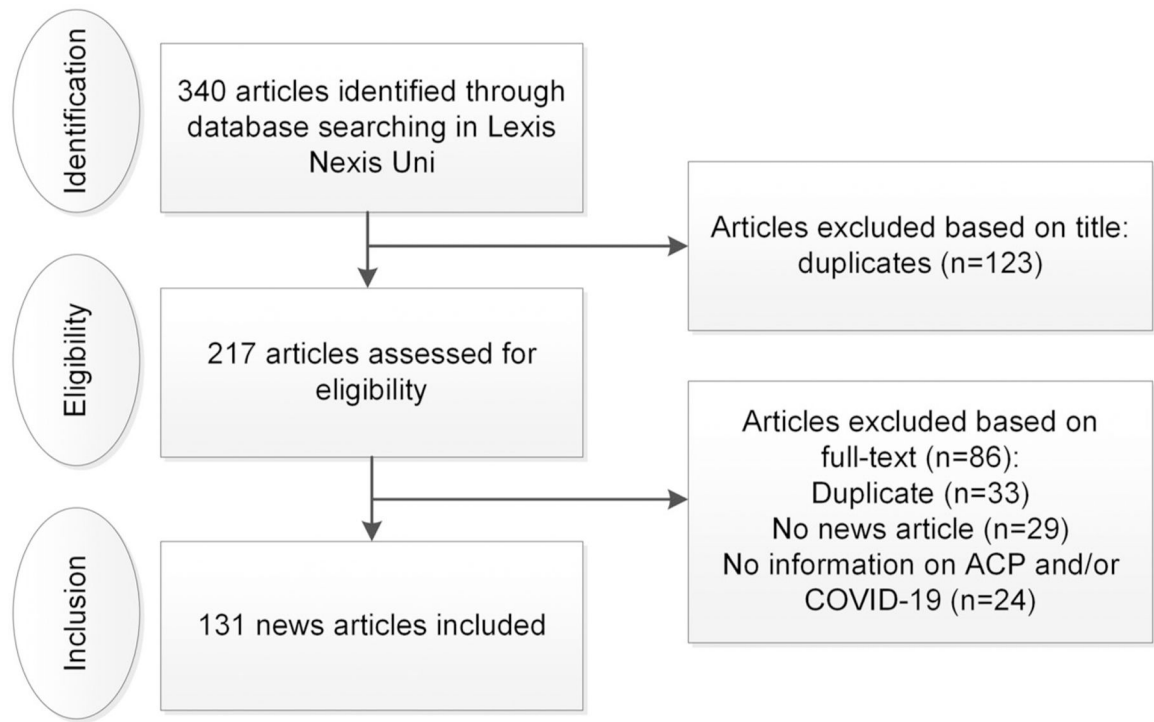 Identification
340 articles identified through
database searching in Lexis
Nexis Uni
Articles excluded based on title:
duplicates (n=123)
Eligibility
217 articles assessed for
eligibility
Articles excluded based on
full-text (n=86):
Duplicate (n=33)
No news article (n=29)
No information on ACP and/or
COVID-19 (n=24)
Inclusion
131 news articles included